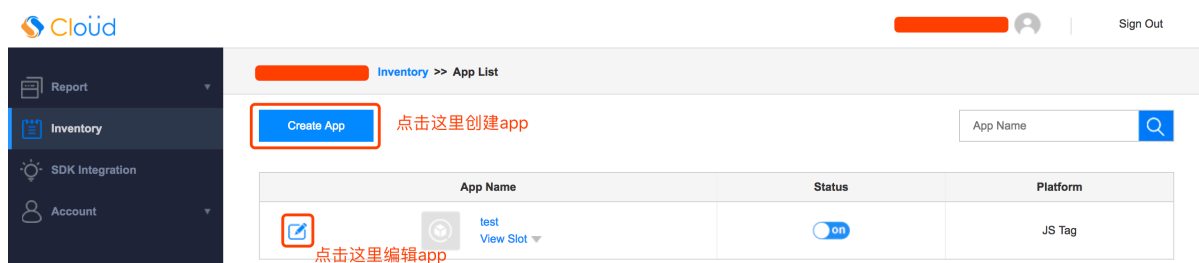 Cloüd
Sign Out
Report
Inventory >> App List
Inventory
Create App
点击这里创建app
App Name
SDK Integration
App Name
Status
Platform
Account
test
View Slot
on
JS Tag
点击这里编辑app